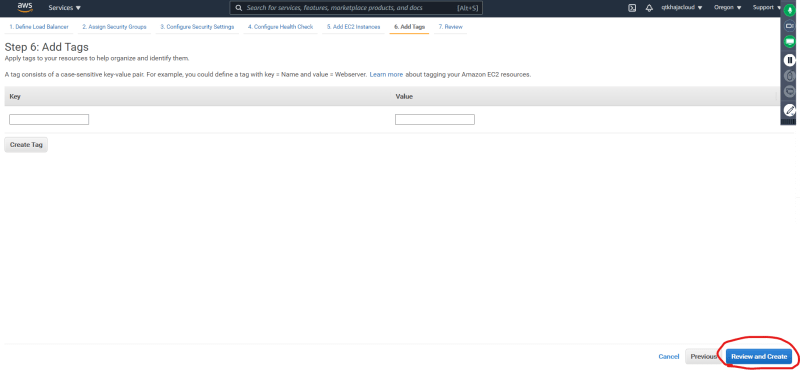 aws Services Search for services, features, marketplace products, and docs [Alt+S] qtkhajacloud Oregon Support
1. Define Load Balancer 2. Assign Security Groups 3. Configure Security Settings 4. Configure Health Check 5. Add EC2 Instances 6. Add Tags 7. Review
Step 6: Add Tags
Apply tags to your resources to help organize and identify them.
A tag consists of a case-sensitive key-value pair. For example, you could define a tag with key = Name and value = Webserver. Learn more about tagging your Amazon EC2 resources.
Key Value
Create Tag
Cancel Previous Review and Create